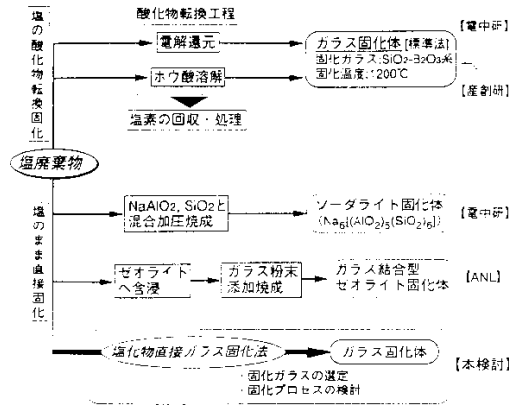 塩の酸化物転換固化
酸化物転換工程
電解還元
ホウ酸溶解
塩素の回収・処理
ガラス固化体 [標準法]
固化ガラス:SiO2-B2O3系
固化温度:1200℃
【電中研】
【産創研】
塩廃棄物
塩のまま直接固化
NaAlO2, SiO2と
混合加圧焼成
ソーダライト固化体
(Na6[(AlO2)5(SiO2)6])
【電中研】
ゼオライト
へ含浸
ガラス粉末
添加焼成
ガラス結合型
ゼオライト固化体
【ANL】
塩化物直接ガラス固化法
ガラス固化体
・固化ガラスの選定
・固化プロセスの検討
【本検討】